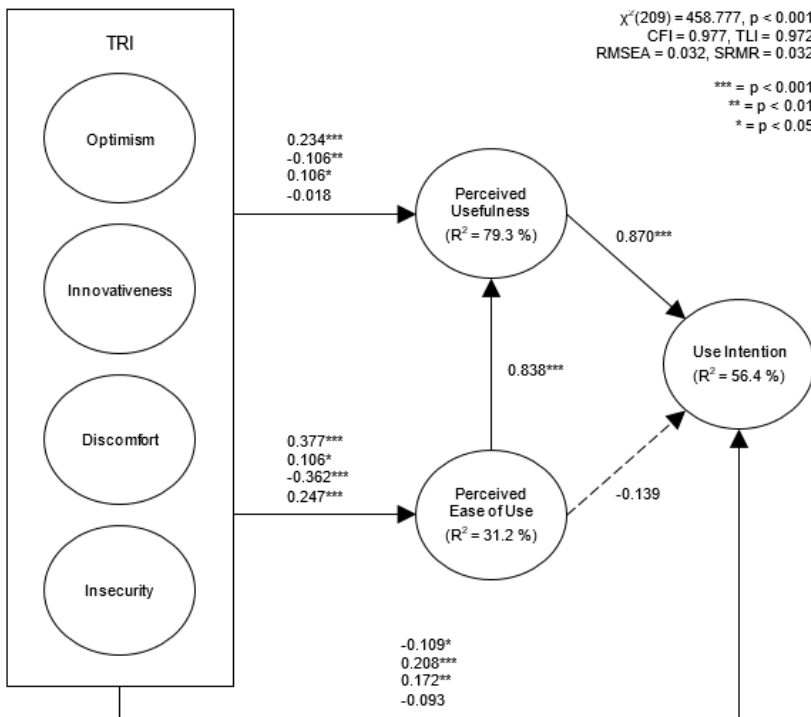 χ²(209) = 458.777, p < 0.001
CFI = 0.977, TLI = 0.972
RMSEA = 0.032, SRMR = 0.032
*** = p < 0.001
** = p < 0.01
* = p < 0.05
TRI
Optimism
Innovativeness
Discomfort
Insecurity
0.234***
-0.106**
0.106*
-0.018
Perceived
Usefulness
(R² = 79.3 %)
0.870***
0.838***
Use Intention
(R² = 56.4 %)
0.377***
0.106*
-0.362***
0.247***
Perceived
Ease of Use
(R² = 31.2 %)
-0.139
-0.109*
0.208***
0.172**
-0.093